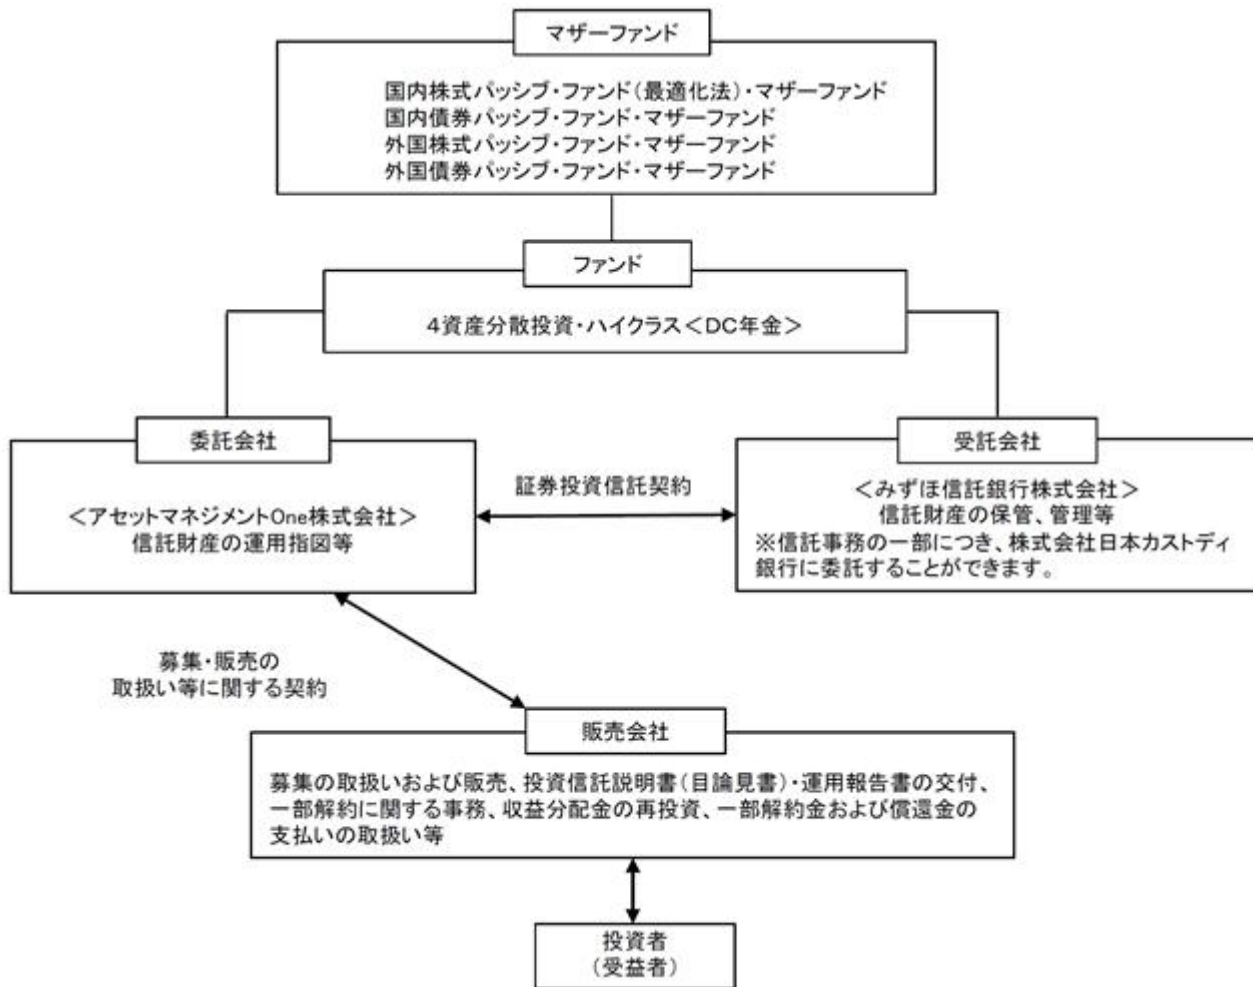 マザーファンド
国内株式パッシブ・ファンド(最適化法)・マザーファンド
国内債券パッシブ・ファンド・マザーファンド
外国株式パッシブ・ファンド・マザーファンド
外国債券パッシブ・ファンド・マザーファンド
ファンド
4資産分散投資・ハイクラス<DC年金>
委託会社
<アセットマネジメントOne株式会社>
信託財産の運用指図等
証券投資信託契約
受託会社
<みずほ信託銀行株式会社>
信託財産の保管、管理等
※信託事務の一部につき、株式会社日本カストディ
銀行に委託することができます。
募集・販売の
取扱い等に関する契約
販売会社
募集の取扱いおよび販売、投資信託説明書(目論見書)・運用報告書の交付、
一部解約に関する事務、収益分配金の再投資、一部解約金および償還金の
支払いの取扱い等
投資者
(受益者)